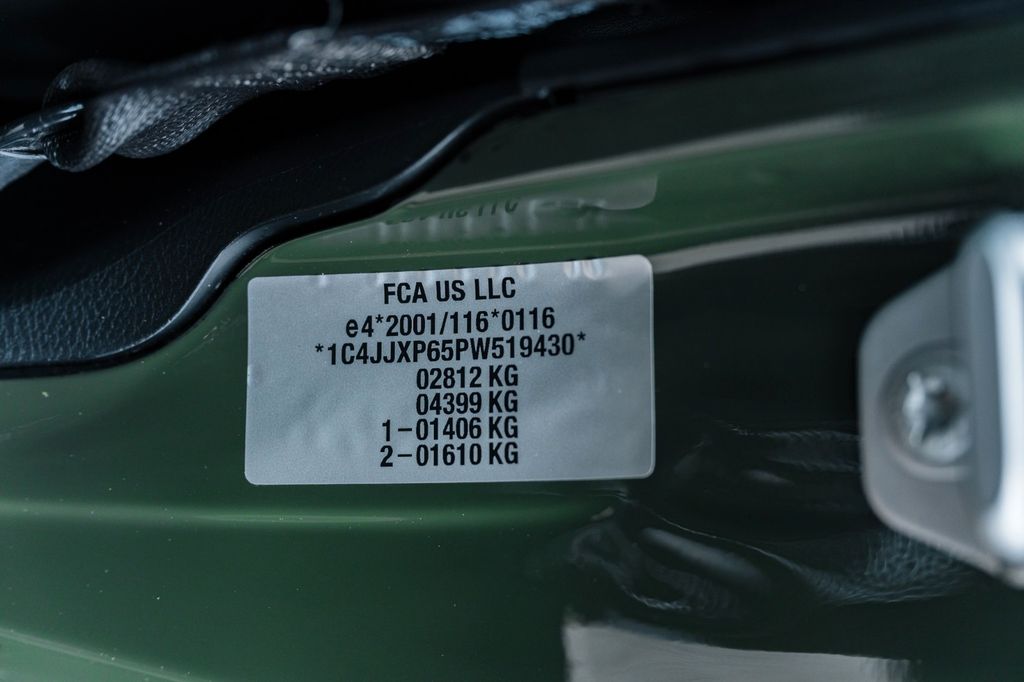 FCA US LLC
e4*2001/116*0116
*1C4JJXP65PW519430*
02812 KG
04399 KG
1-01406 KG
2-01610 KG